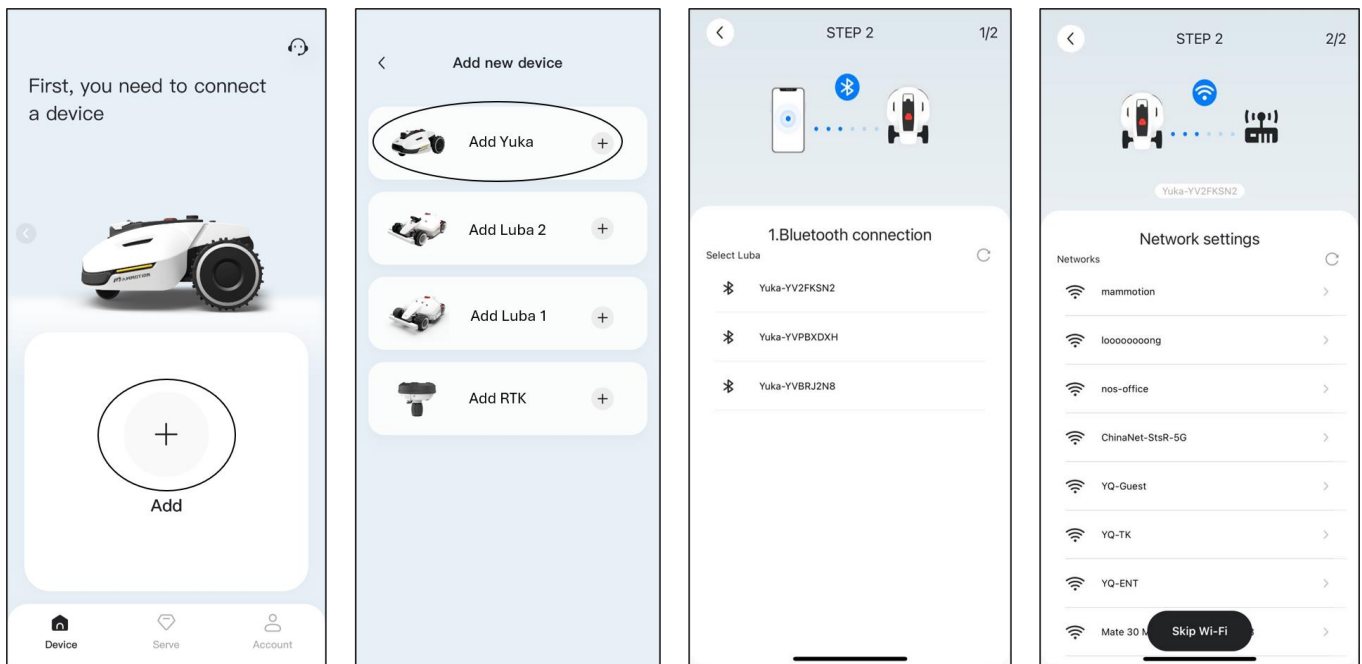 First, you need to connect
a device
MAMMOTION
Add
Device
Serve
Account
Add new device
Add Yuka
Add Luba 2
Add Luba 1
Add RTK
STEP 2
1/2
1.Bluetooth connection
Select Luba
Yuka-YV2FKSN2
Yuka-YVPBXDXH
Yuka-YVBRJ2N8
STEP 2
2/2
Yuka-YV2FKSN2
Network settings
Networks
mammotion
looooooong
nos-office
ChinaNet-StsR-5G
YQ-Guest
YQ-TK
YQ-ENT
Mate 30
Skip Wi-Fi